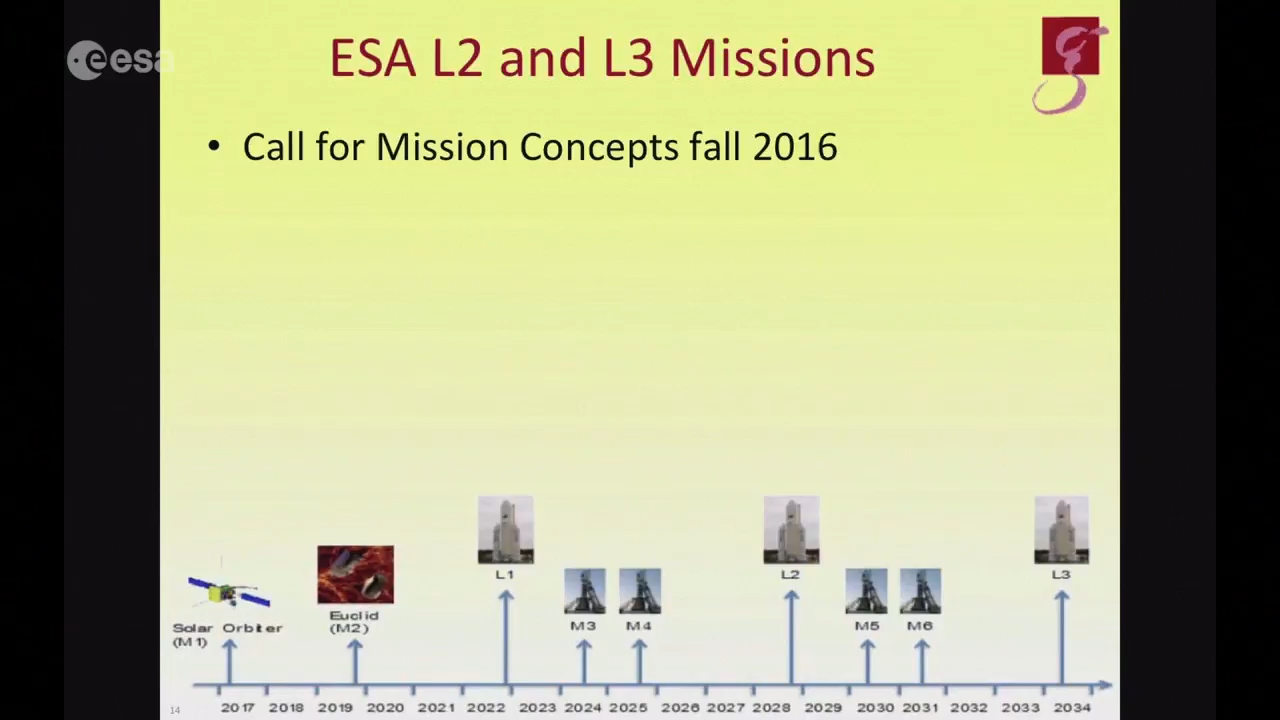 esa
ESA L2 and L3 Missions
• Call for Mission Concepts fall 2016
L1
L2
L3
Solar Orbiter
(M1)
Euclid
(M2)
M3
M4
M5
M6
2017 2018 2019 2020 2021 2022 2023 2024 2025 2026 2027 2028 2029 2030 2031 2032 2033 2034
14